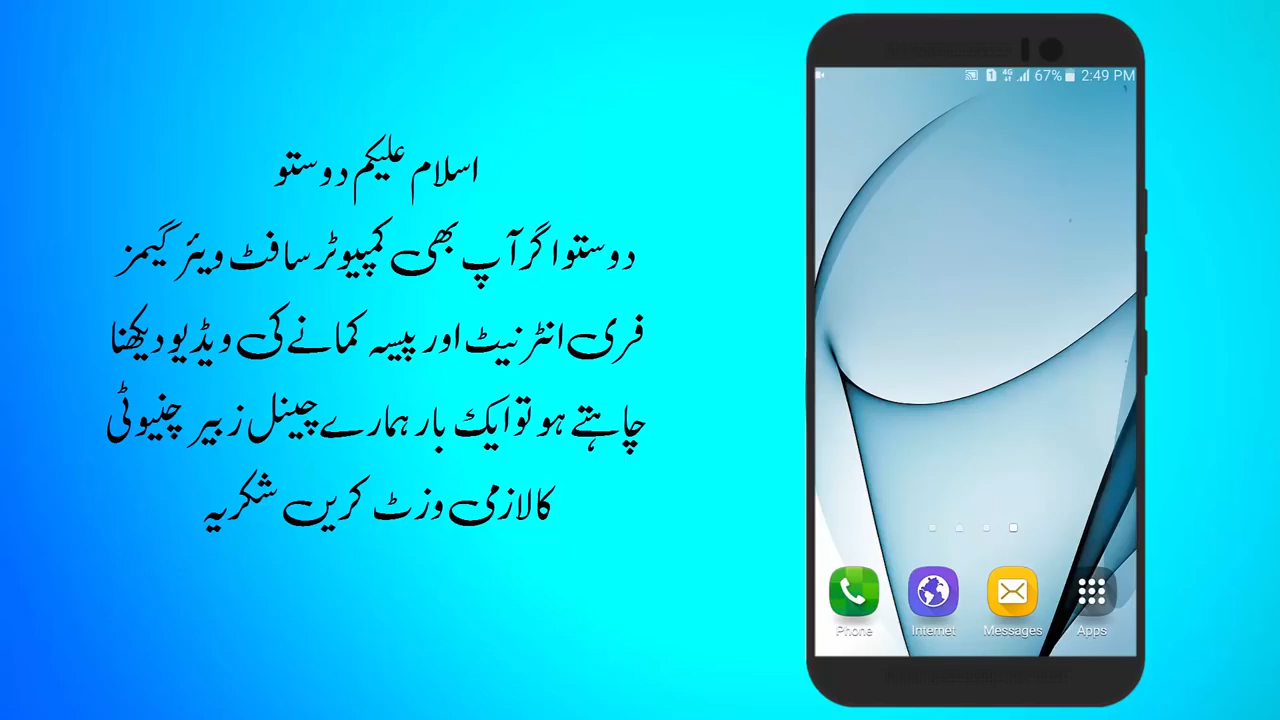 اسلام علیکم دوستو
دوستو اگر آپ بھی کمپیوٹر سافٹ ویئر گیمز
فری انٹرنیٹ اور پیسہ کمانے کی ویڈیو دیکھنا
چاہتے ہو تو ایک بار ہمارے چینل زبیر چنیوٹی
کا لازمی وزٹ کریں شکریہ
1 4G 67% 2:49 PM
Phone Internet Messages Apps